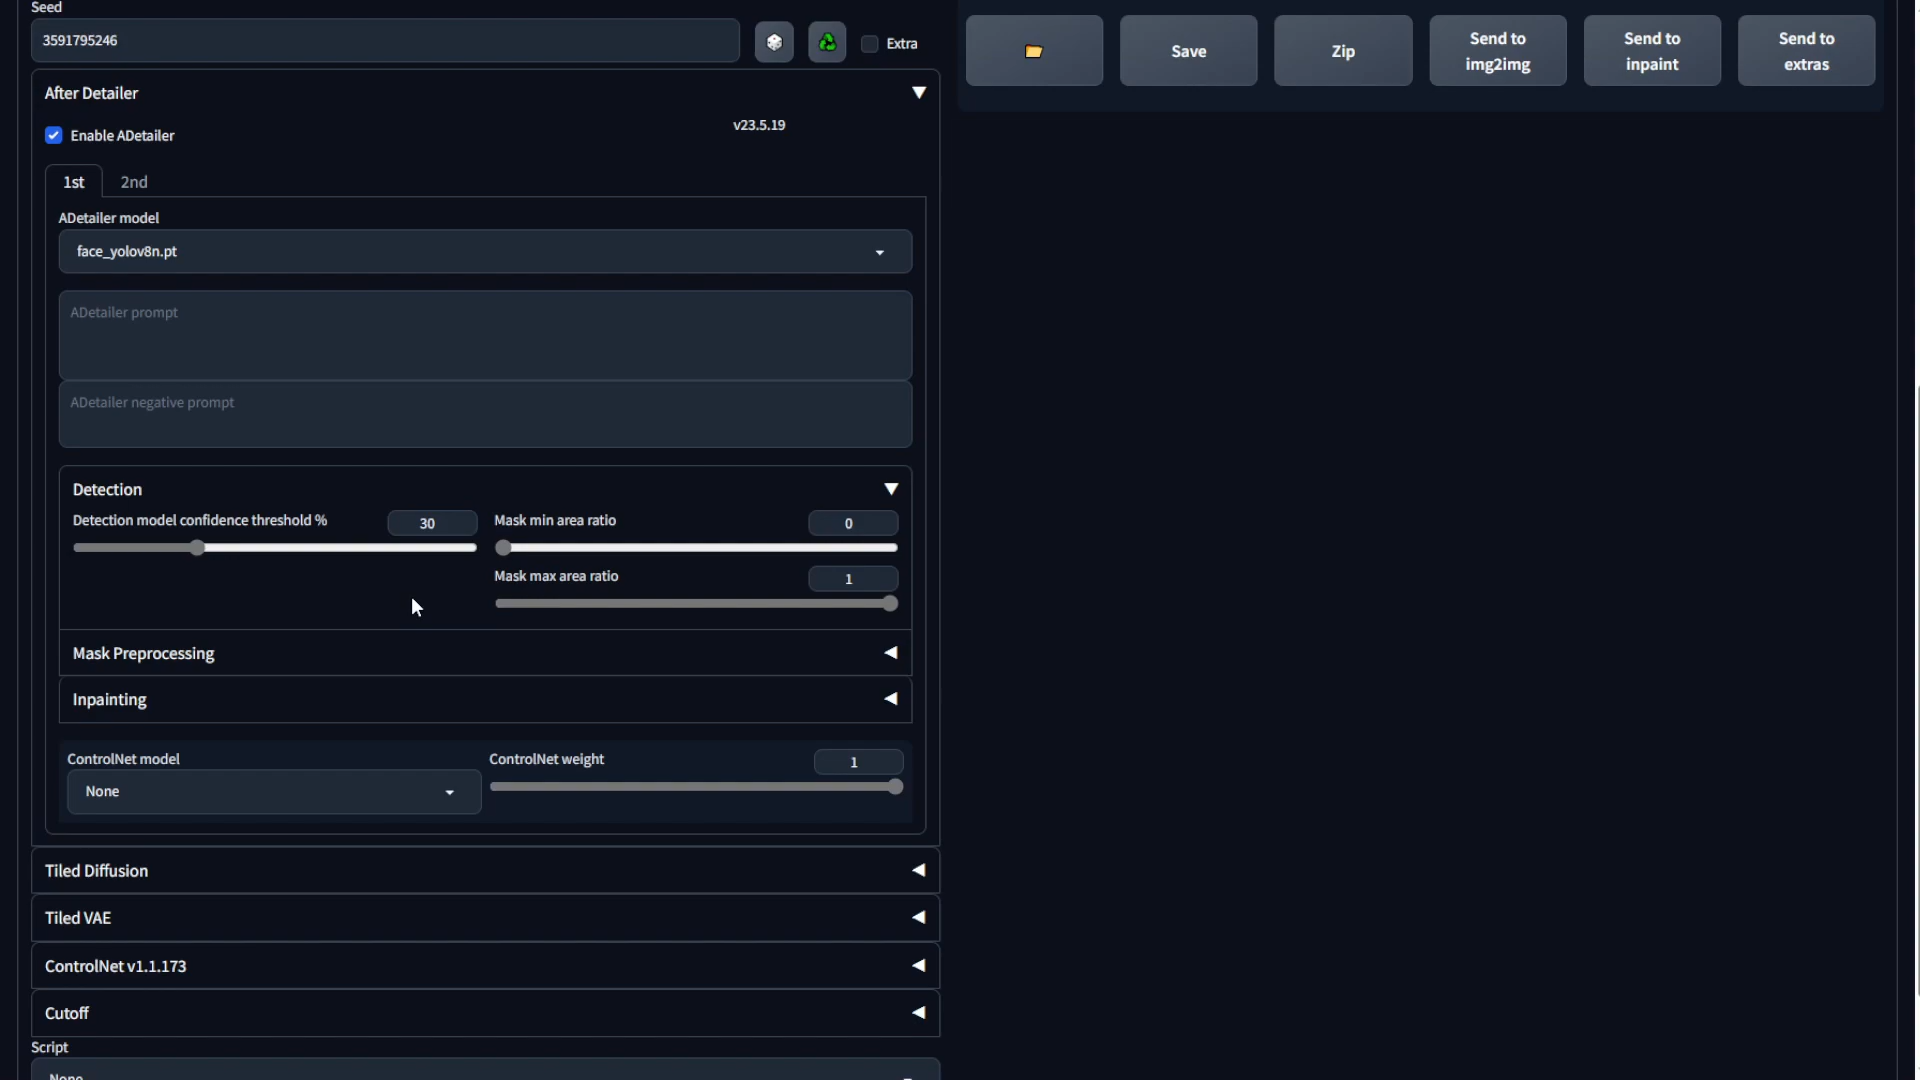 Seed
3591795246
Extra
Save
Zip
Send to
img2img
Send to
inpaint
Send to
extras
After Detailer
v23.5.19
Enable ADetailer
1st
2nd
ADetailer model
face_yolov8n.pt
ADetailer prompt
ADetailer negative prompt
Detection
Detection model confidence threshold %
30
Mask min area ratio
0
Mask max area ratio
1
Mask Preprocessing
Inpainting
ControlNet model
None
ControlNet weight
1
Tiled Diffusion
Tiled VAE
ControlNet v1.1.173
Cutoff
Script
None